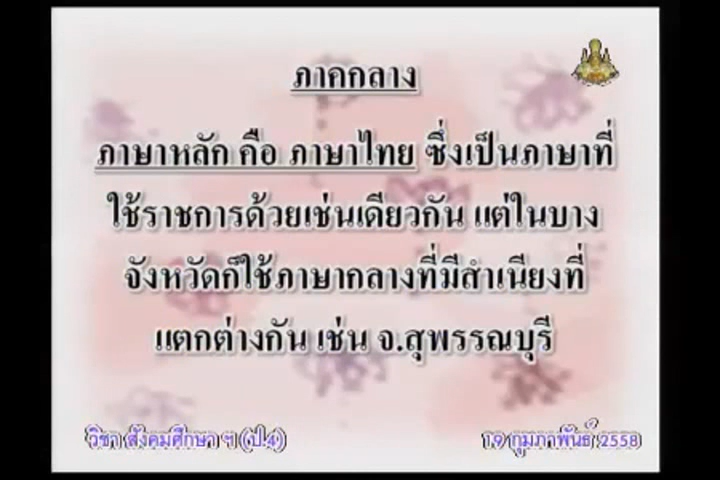 ภาคกลาง
ภาษาหลัก คือ ภาษาไทย ซึ่งเป็นภาษาที่
ใช้ราชการด้วยเช่นเดียวกัน แต่ในบาง
จังหวัดก็ใช้ภาษากลางที่มีสำเนียงที่
แตกต่างกัน เช่น จ.สุพรรณบุรี
วิชา สังคมศึกษา ฯ (ป.4) 19 กุมภาพันธ์ 2558